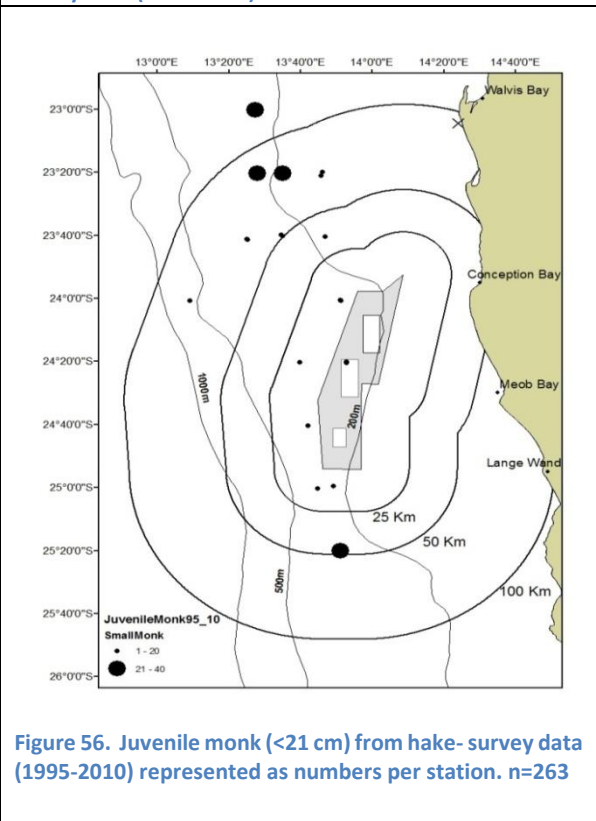 13°0'0"E 13°20'0"E 13°40'0"E 14°0'0"E 14°20'0"E 14°40'0"E
Walvis Bay
23°0'0"S
23°20'0"S
23°40'0"S
Conception Bay
24°0'0"S
24°20'0"S
1000m
Meob Bay
200m
24°40'0"S
Lange Wand
25°0'0"S
25 Km
50 Km
25°20'0"S
500m
100 Km
25°40'0"S
JuvenileMonk95_10
SmallMonk
1 - 20
21 - 40
26°0'0"S
Figure 56. Juvenile monk (<21 cm) from hake- survey data
(1995-2010) represented as numbers per station. n=263